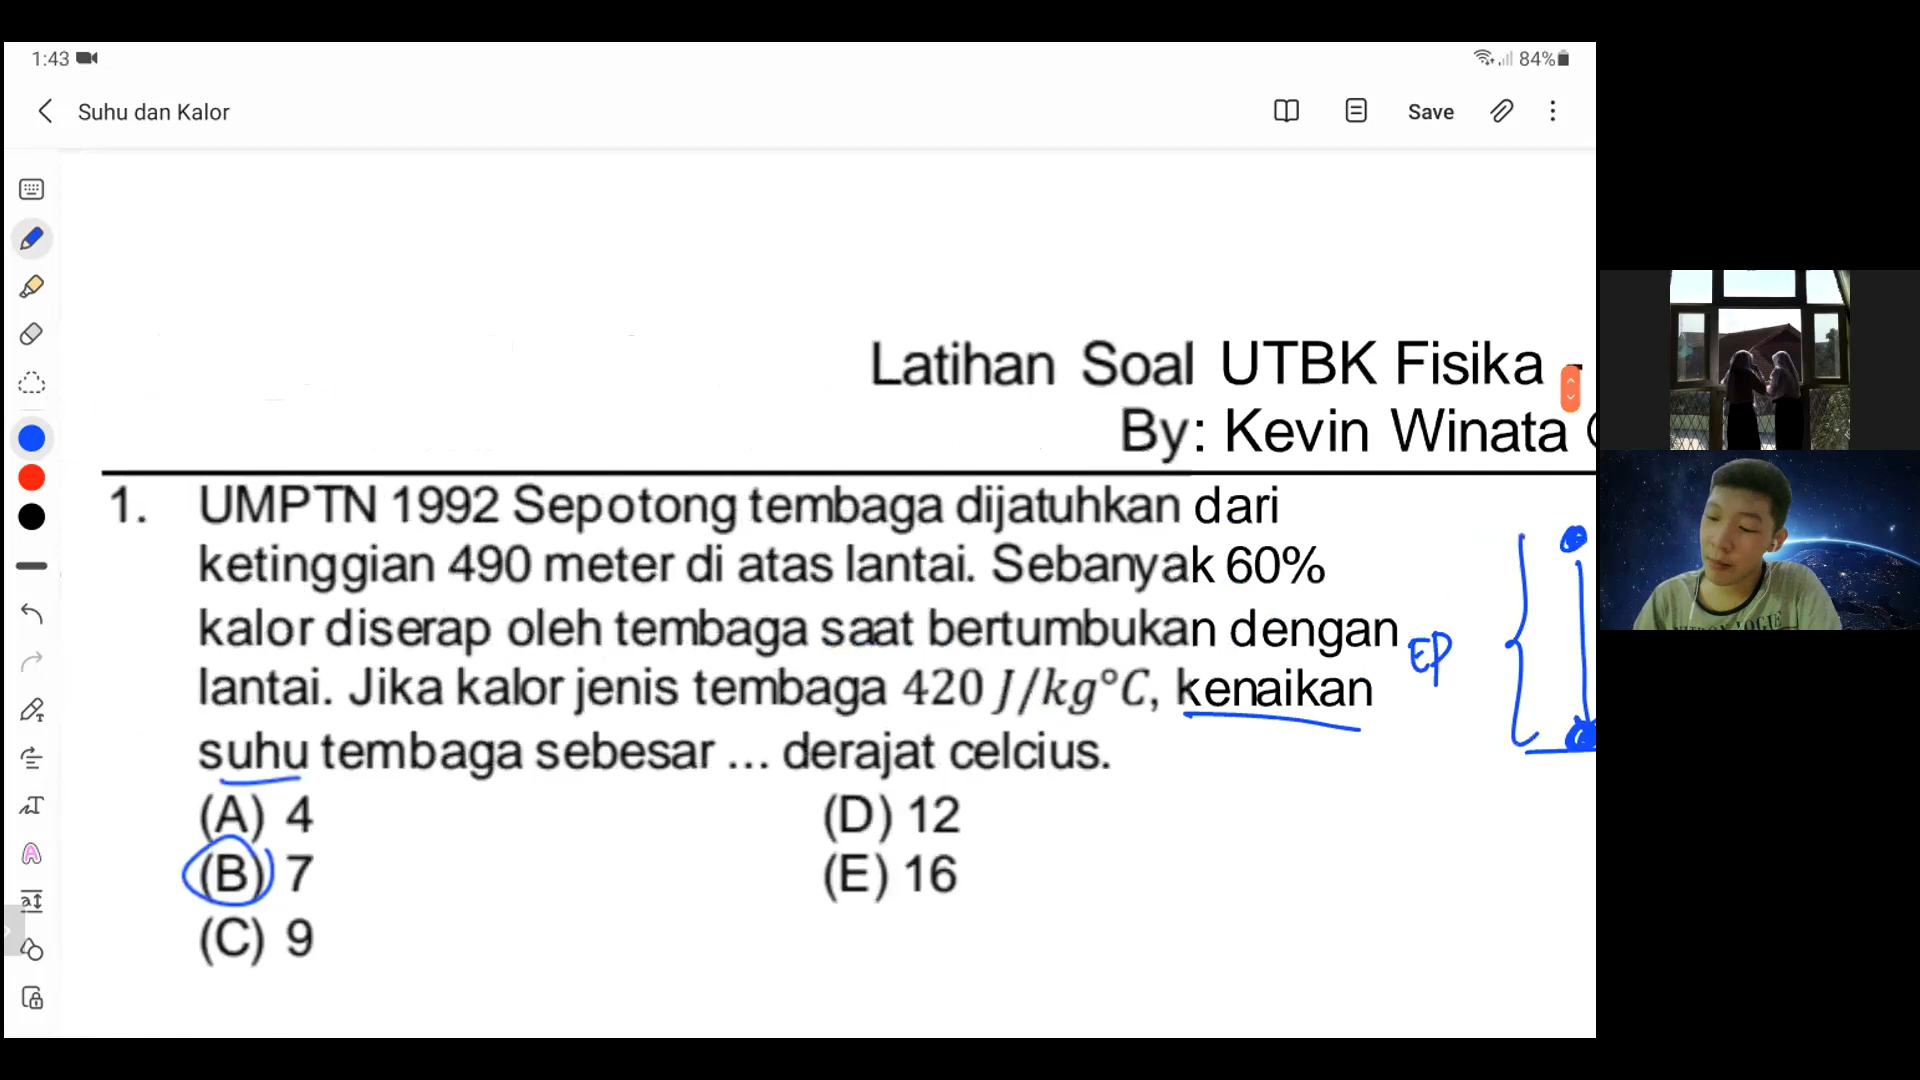 1:43
84%
Suhu dan Kalor
Save
Latihan Soal UTBK Fisika -
By: Kevin Winata
1. UMPTN 1992 Sepotong tembaga dijatuhkan dari
ketinggian 490 meter di atas lantai. Sebanyak 60%
kalor diserap oleh tembaga saat bertumbukan dengan
lantai. Jika kalor jenis tembaga 420 J/kg°C, kenaikan
suhu tembaga sebesar ... derajat celcius.
EP
(A) 4
(D) 12
(B) 7
(E) 16
(C) 9